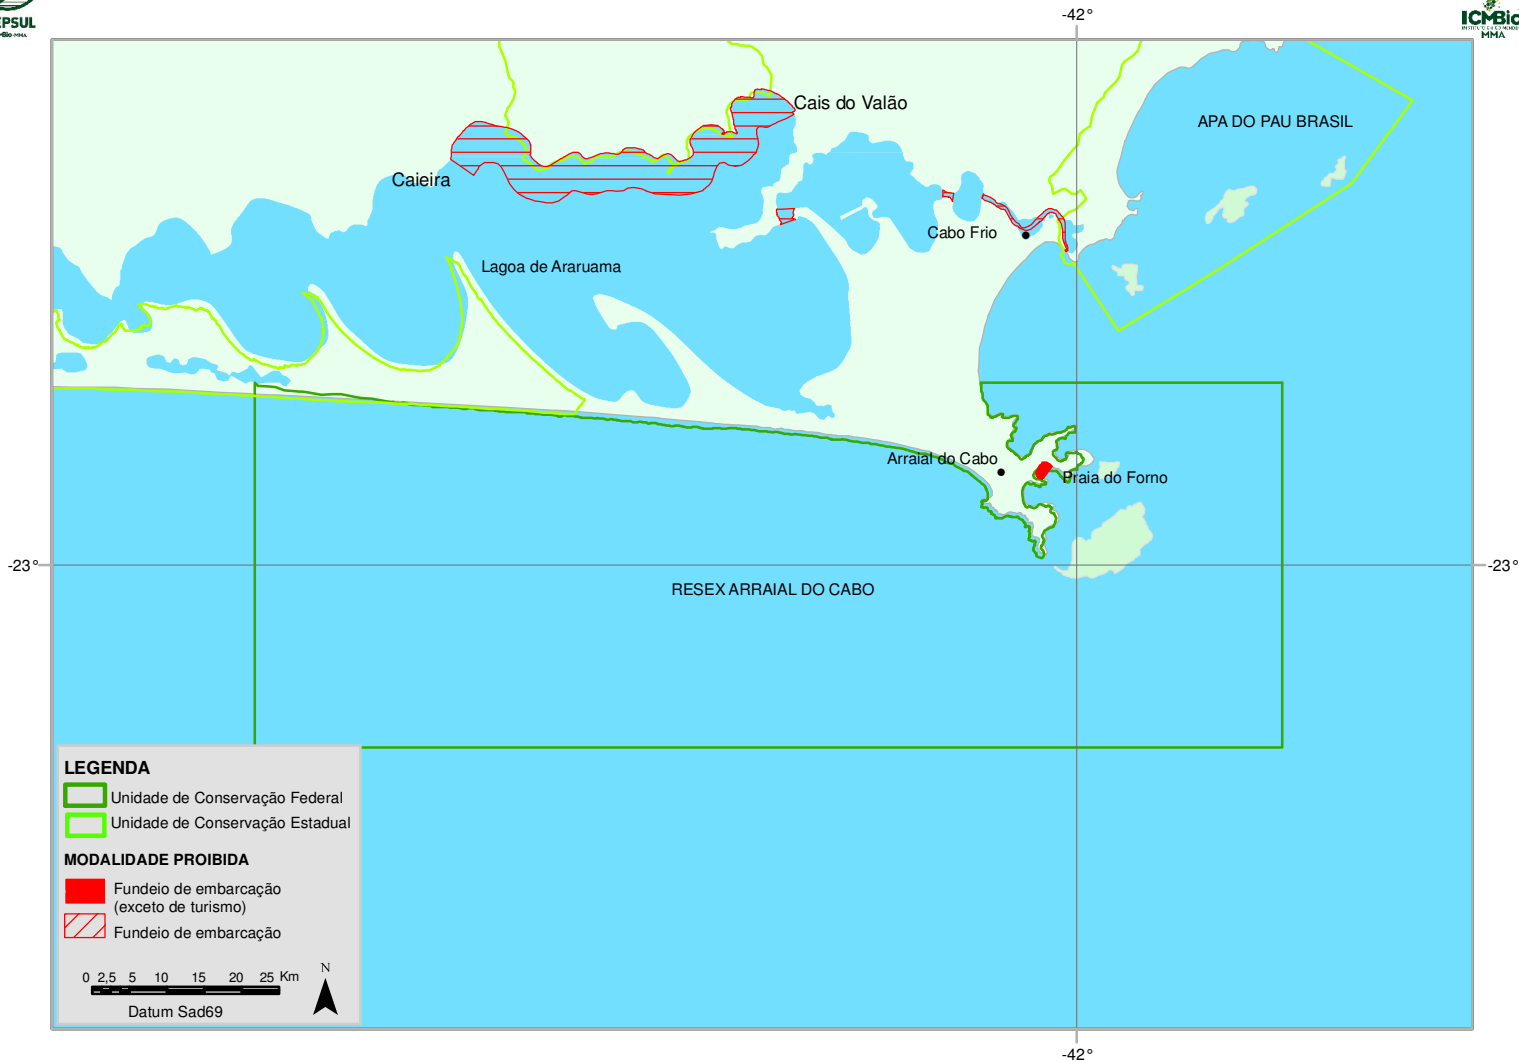 -42°
EPSUL
ICMBio
MMA
Cais do Valão
APA DO PAU BRASIL
Caieira
Cabo Frio
Lagoa de Araruama
Arraial do Cabo
Praia do Forno
-23°
-23°
RESEX ARRAIAL DO CABO
LEGENDA
Unidade de Conservação Federal
Unidade de Conservação Estadual
MODALIDADE PROIBIDA
Fundeio de embarcação
(exceto de turismo)
Fundeio de embarcação
0 2,5 5 10 15 20 25 Km
N
Datum Sad69
-42°